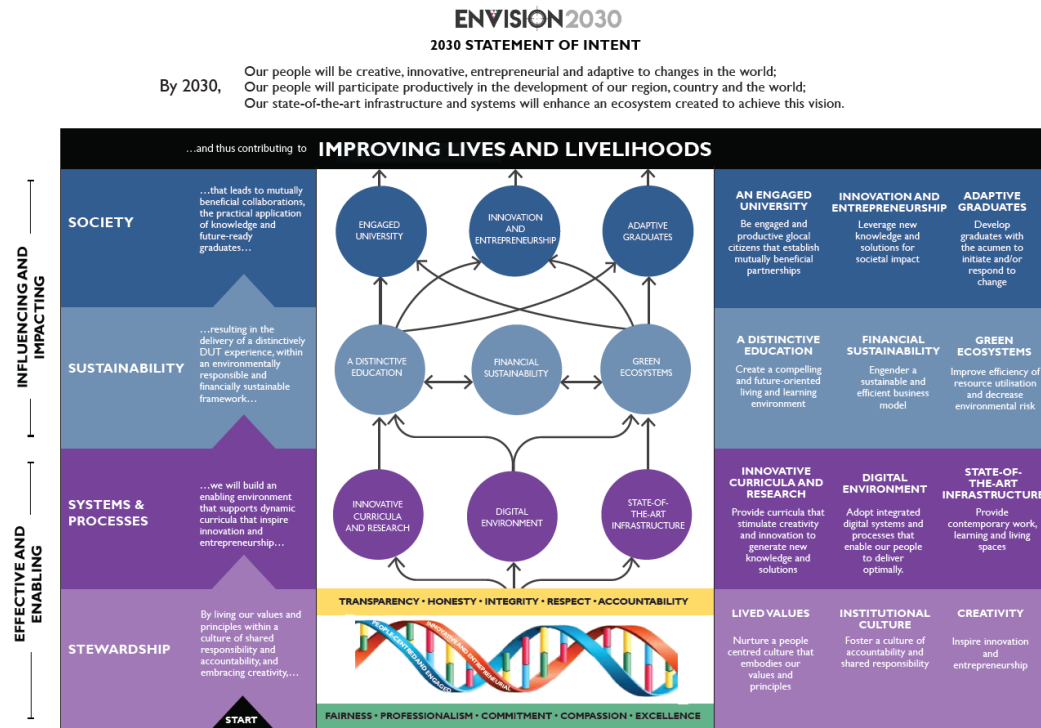 ENVISION2030
2030 STATEMENT OF INTENT
By 2030,
Our people will be creative, innovative, entrepreneurial and adaptive to changes in the world;
Our people will participate productively in the development of our region, country and the world;
Our state-of-the-art infrastructure and systems will enhance an ecosystem created to achieve this vision.
…and thus contributing to IMPROVING LIVES AND LIVELIHOODS
INFLUENCING AND
IMPACTING
SOCIETY
…that leads to mutually
beneficial collaborations,
the practical application
of knowledge and
future-ready
graduates…
ENGAGED
UNIVERSITY
INNOVATION
AND
ENTREPRENEURSHIP
ADAPTIVE
GRADUATES
AN ENGAGED
UNIVERSITY
Be engaged and
productive glocal
citizens that establish
mutually beneficial
partnerships
INNOVATION AND
ENTREPRENEURSHIP
Leverage new
knowledge and
solutions for
societal impact
ADAPTIVE
GRADUATES
Develop
graduates with
the acumen to
initiate and/or
respond to
change
SUSTAINABILITY
…resulting in the
delivery of a distinctively
DUT experience, within
an environmentally
responsible and
financially sustainable
framework…
A DISTINCTIVE
EDUCATION
FINANCIAL
SUSTAINABILITY
GREEN
ECOSYSTEMS
A DISTINCTIVE
EDUCATION
Create a compelling
and future-oriented
living and learning
environment
FINANCIAL
SUSTAINABILITY
Engender a
sustainable and
efficient business
model
GREEN
ECOSYSTEMS
Improve efficiency of
resource utilisation
and decrease
environmental risk
EFFECTIVE AND
ENABLING
SYSTEMS &
PROCESSES
…we will build an
enabling environment
that supports dynamic
curricula that inspire
innovation and
entrepreneurship…
INNOVATIVE
CURRICULA
AND RESEARCH
DIGITAL
ENVIRONMENT
STATE-OF-
THE-ART
INFRASTRUCTURE
INNOVATIVE
CURRICULA AND
RESEARCH
Provide curricula that
stimulate creativity
and innovation to
generate new
knowledge and
solutions
DIGITAL
ENVIRONMENT
Adopt integrated
digital systems and
processes that
enable our people
to deliver
optimally.
STATE-OF-
THE-ART
INFRASTRUCTURE
Provide
contemporary work,
learning and living
spaces
STEWARDSHIP
By living our values and
principles within a
culture of shared
responsibility and
accountability, and
embracing creativity,…
START
TRANSPARENCY • HONESTY • INTEGRITY • RESPECT • ACCOUNTABILITY
PEOPLE-CENTRED AND ENGAGED
INNOVATIVE AND ENTREPRENEURIAL
FAIRNESS • PROFESSIONALISM • COMMITMENT • COMPASSION • EXCELLENCE
LIVED VALUES
Nurture a people
centred culture that
embodies our
values and
principles
INSTITUTIONAL
CULTURE
Foster a culture of
accountability and
shared responsibility
CREATIVITY
Inspire innovation
and
entrepreneurship